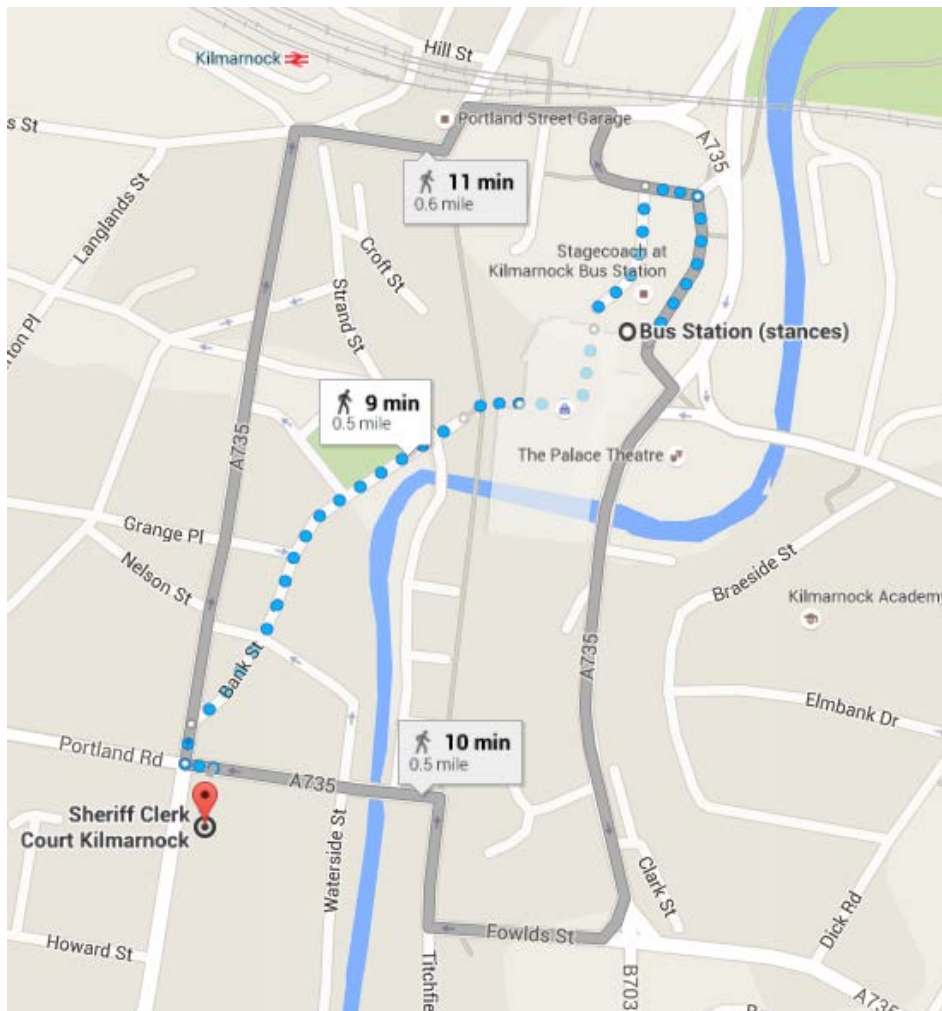 Hill St
Kilmarnock
s St
Portland Street Garage
A735
11 min
0.6 mile
Langlands St
Croft St
Stagecoach at
Kilmarnock Bus Station
Strand St
rton Pl
Bus Station (stances)
9 min
0.5 mile
A735
The Palace Theatre
Grange Pl
Nelson St
Braeside St
Kilmarnock Academy
A735
Bank St
Elmbank Dr
Portland Rd
10 min
0.5 mile
A735
Sheriff Clerk
Court Kilmarnock
Waterside St
Clark St
Dick Rd
Howard St
Fowlds St
Titchfie
B703
A735